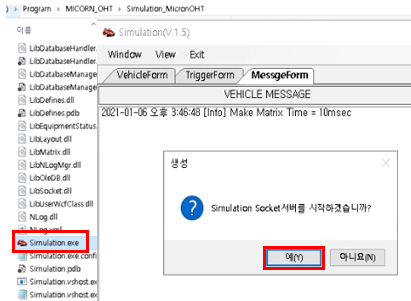 › Program › MICORN_OHT › Simulation_MicronOHT
이름
LibDatabaseHandler.
LibDatabaseHandler.
LibDatabaseManage
LibDatabaseManage
LibDefines.dll
LibDefines.pdb
LibEquipmentStatus.
LibLayout.dll
LibMatrix.dll
LibNLogMgr.dll
LibOleDB.dll
LibSocket.dll
LibUserWcfClass.dll
NLog.dll
NLog.xml
Simulation.exe
Simulation.exe.confi
Simulation.pdb
Simulation.vshost.ex
Simulation.vshost.ex
Simulation(V.1.5)
Window View Exit
VehicleForm TriggerForm MessgeForm
VEHICLE MESSAGE
2021-01-06 오후 3:46:48 [Info] Make Matrix Time = 10msec
생성
Simulation Socket서버를 시작하겠습니까?
예(Y) 아니요(N)